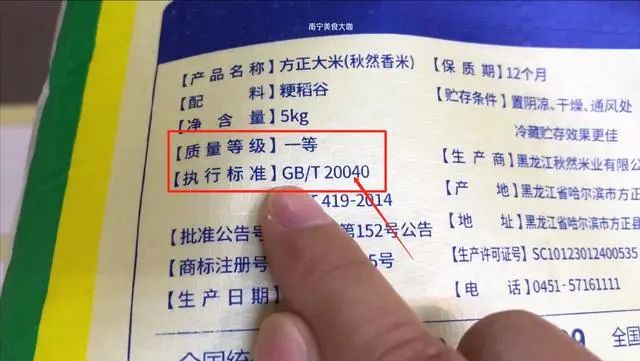 南宁美食大咖
【产品名称】方正大米(秋然香米)
【配料】粳稻谷
【净含量】5kg
【质量等级】一等
【执行标准】GB/T 20040
T 419-2014
【批准公告号 第152号公告
【商标注册号 5号
【生产日期】
全国统
【保质期】12个月
【贮存条件】置阴凉、干燥、通风处
冷藏贮存效果更佳
【生产商】黑龙江秋然米业有限公
【产地】黑龙江省哈尔滨市方正
【地址】黑龙江省哈尔滨市方正县
【生产许可证号】SC10123012400535
【电话】0451-57161111
全国